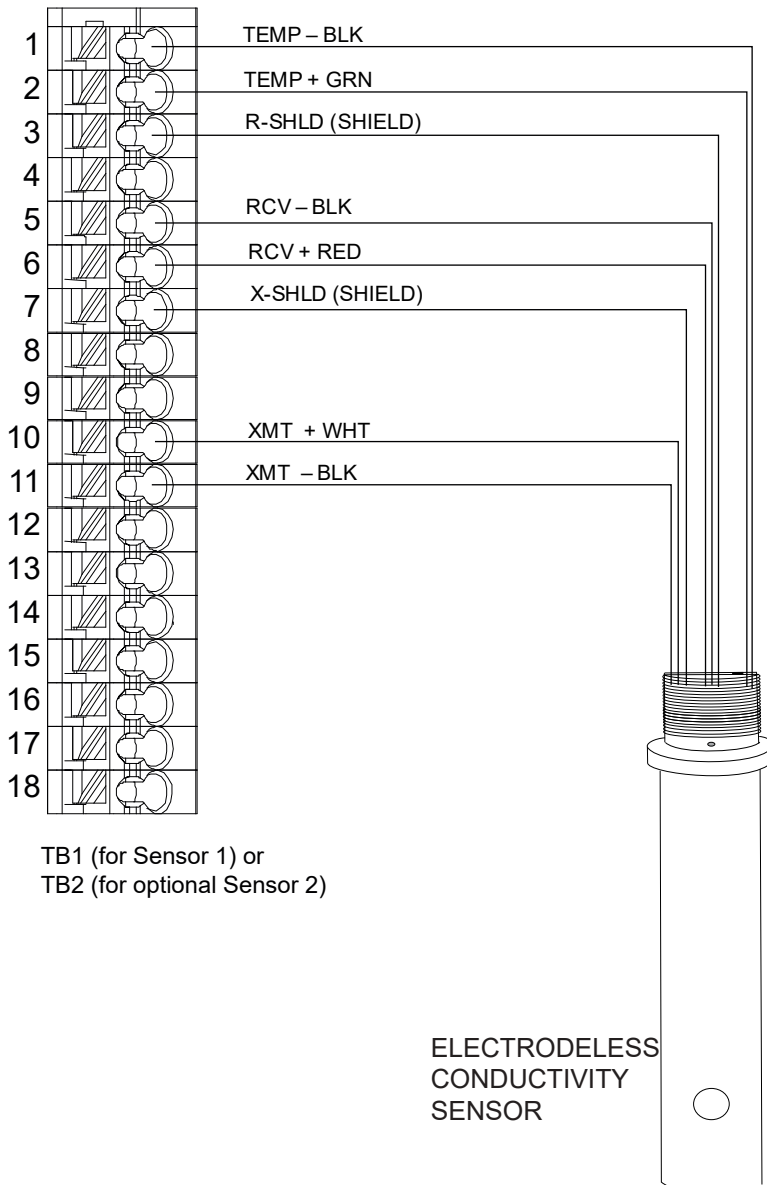 1 TEMP – BLK
2 TEMP + GRN
3 R-SHLD (SHIELD)
4
5 RCV – BLK
6 RCV + RED
7 X-SHLD (SHIELD)
8
9
10 XMT + WHT
11 XMT – BLK
12
13
14
15
16
17
18
TB1 (for Sensor 1) or
TB2 (for optional Sensor 2)
ELECTRODELESS
CONDUCTIVITY
SENSOR